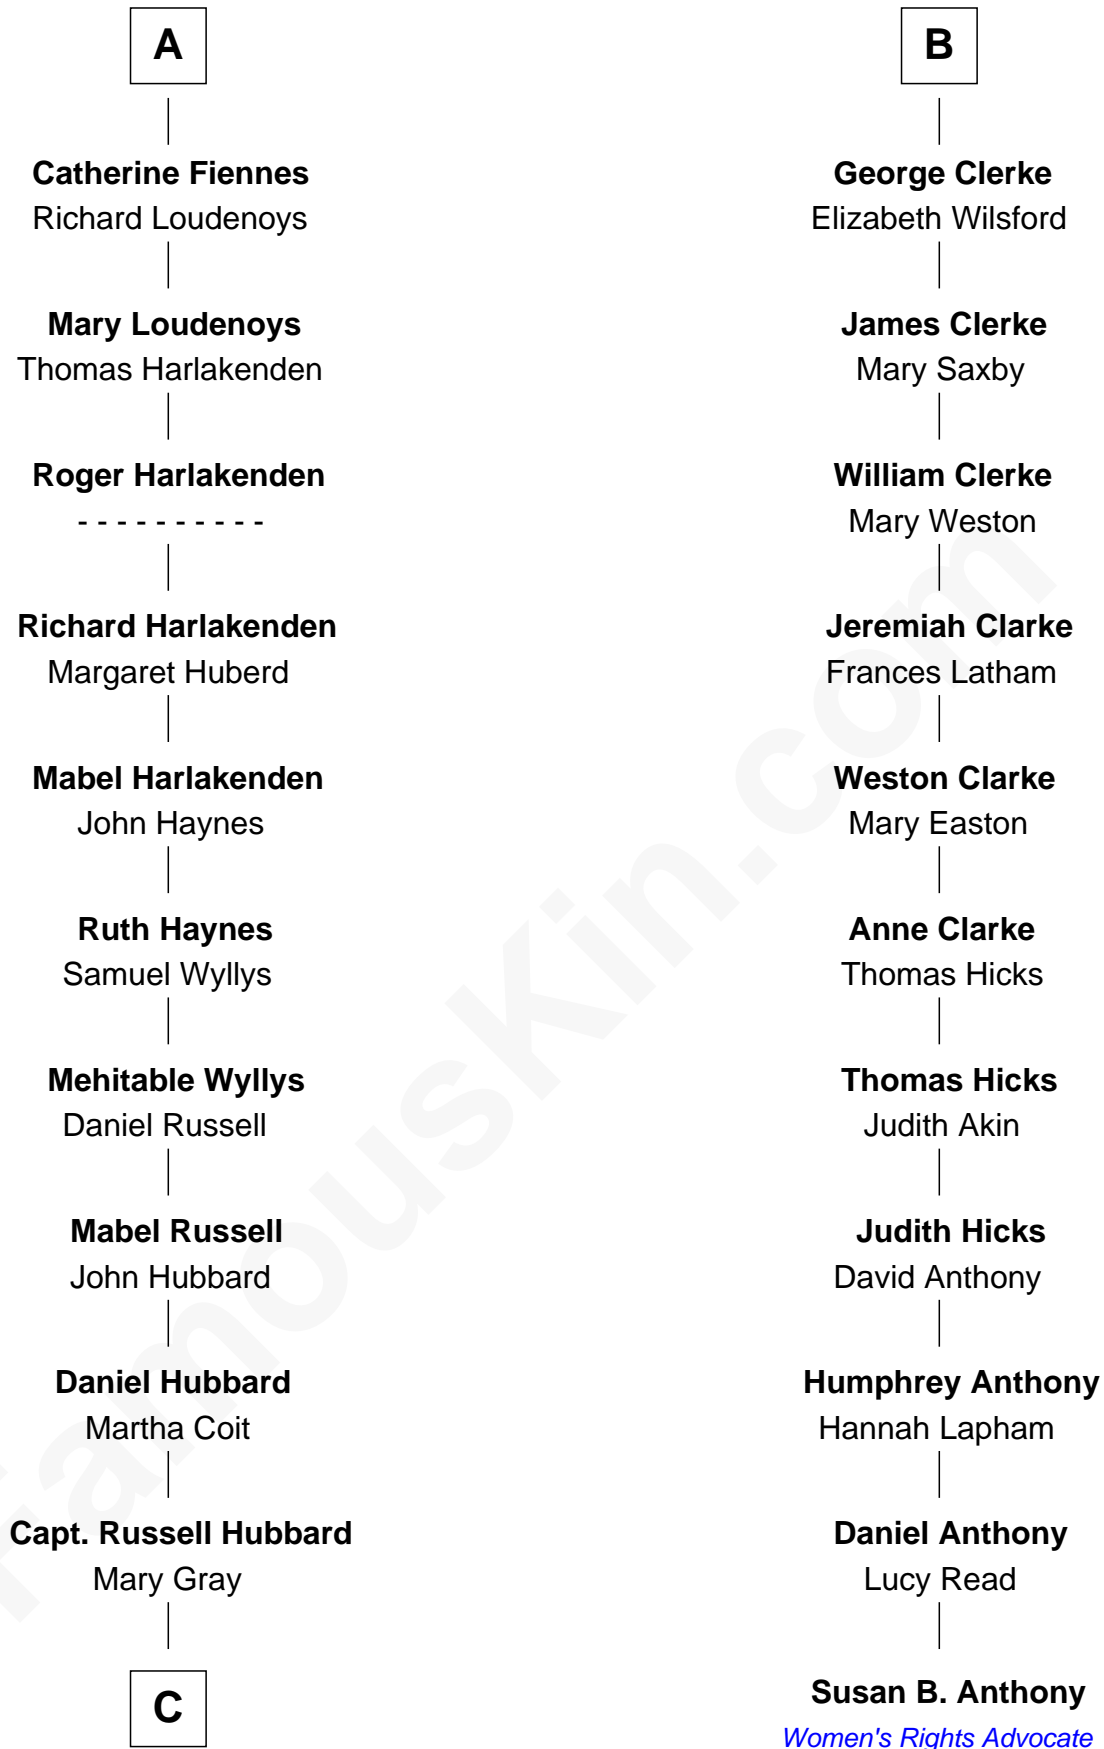 A
Catherine Fiennes
Richard Loudenoys
Mary Loudenoys
Thomas Harlakenden
Roger Harlakenden
- - - - - - - - - -
Richard Harlakenden
Margaret Huberd
Mabel Harlakenden
John Haynes
Ruth Haynes
Samuel Wyllys
Mehitable Wyllys
Daniel Russell
Mabel Russell
John Hubbard
Daniel Hubbard
Martha Coit
Capt. Russell Hubbard
Mary Gray
C
B
George Clerke
Elizabeth Wilsford
James Clerke
Mary Saxby
William Clerke
Mary Weston
Jeremiah Clarke
Frances Latham
Weston Clarke
Mary Easton
Anne Clarke
Thomas Hicks
Thomas Hicks
Judith Akin
Judith Hicks
David Anthony
Humphrey Anthony
Hannah Lapham
Daniel Anthony
Lucy Read
Susan B. Anthony
Women's Rights Advocate
FamousKin.com